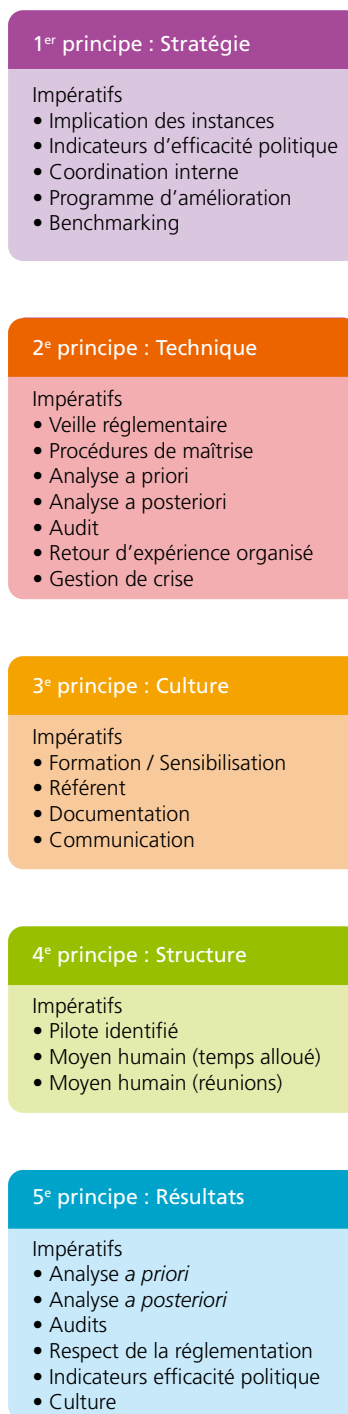 1er principe : Stratégie
Impératifs
• Implication des instances
• Indicateurs d’efficacité politique
• Coordination interne
• Programme d’amélioration
• Benchmarking
2e principe : Technique
Impératifs
• Veille réglementaire
• Procédures de maîtrise
• Analyse a priori
• Analyse a posteriori
• Audit
• Retour d’expérience organisé
• Gestion de crise
3e principe : Culture
Impératifs
• Formation / Sensibilisation
• Référent
• Documentation
• Communication
4e principe : Structure
Impératifs
• Pilote identifié
• Moyen humain (temps alloué)
• Moyen humain (réunions)
5e principe : Résultats
Impératifs
• Analyse a priori
• Analyse a posteriori
• Audits
• Respect de la réglementation
• Indicateurs efficacité politique
• Culture